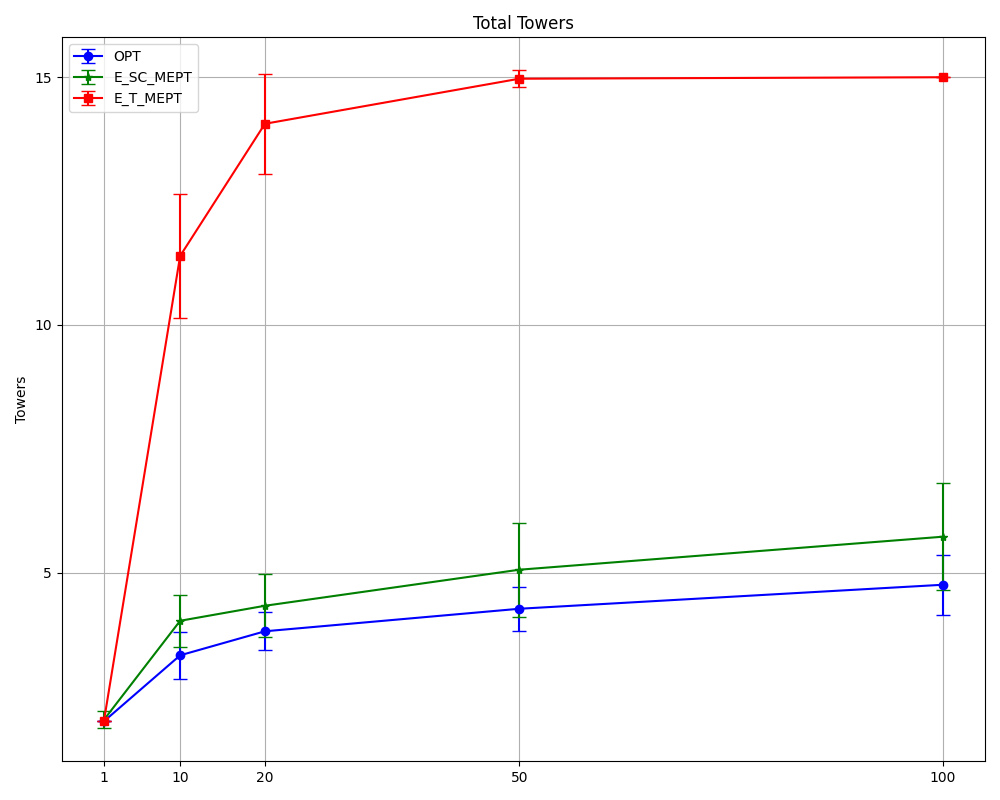 Total Towers
OPT
E_SC_MEPT
E_T_MEPT
15
10
5
Towers
1 10 20 50 100